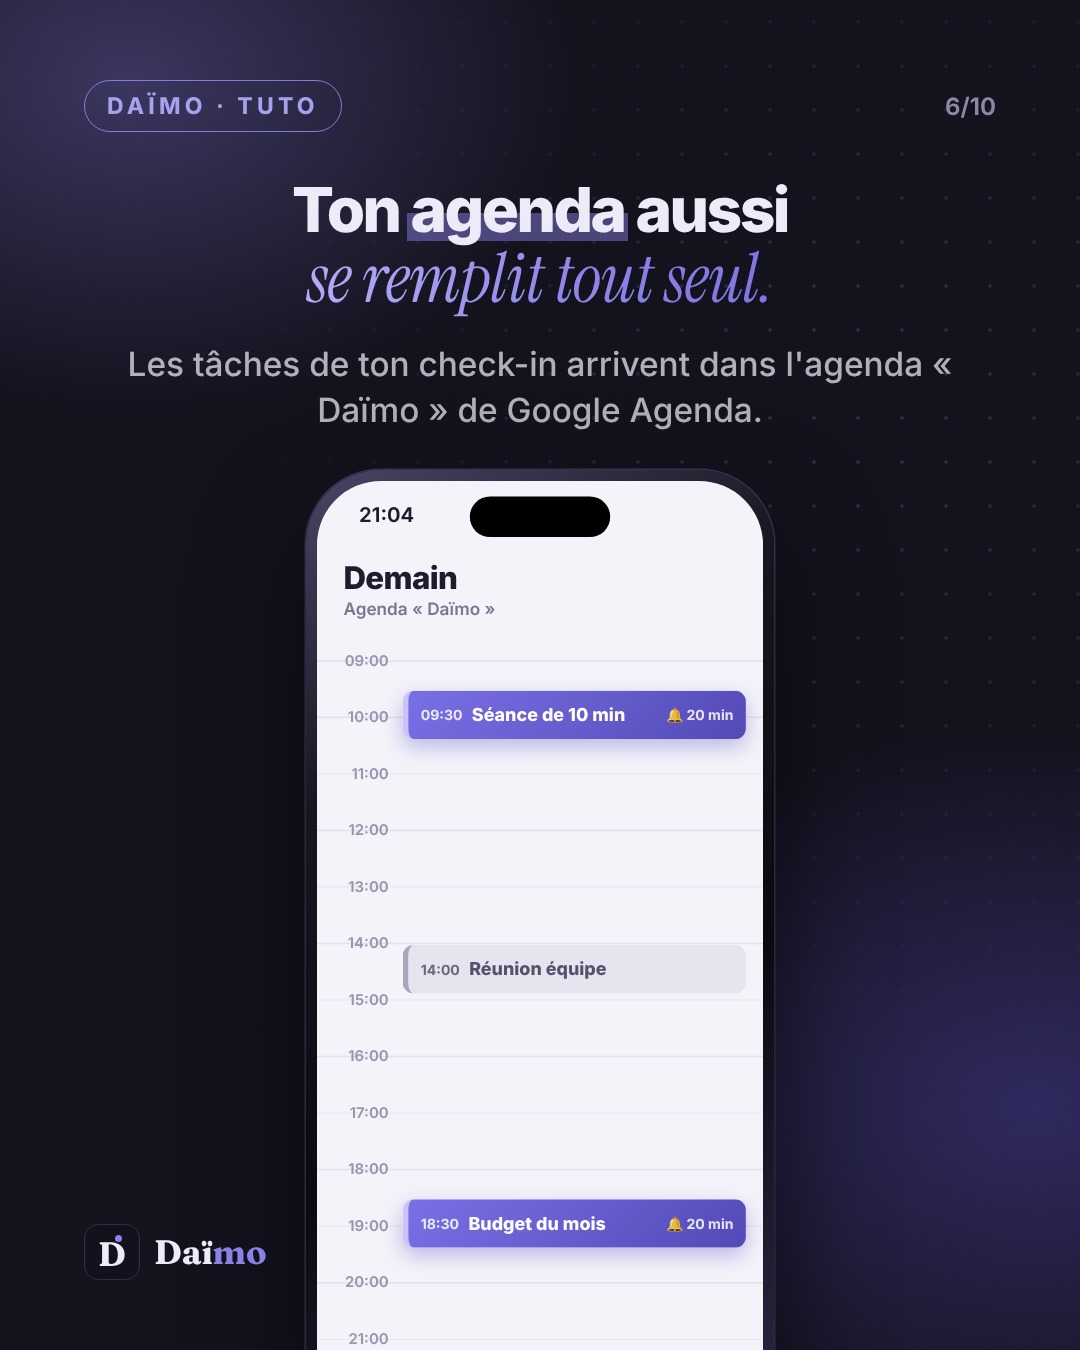 DAÏMO · TUTO
6/10
Ton agenda aussi
se remplit tout seul.
Les tâches de ton check-in arrivent dans l'agenda «
Daïmo » de Google Agenda.
21:04
Demain
Agenda « Daïmo »
09:00
09:30 Séance de 10 min 🔔 20 min
10:00
11:00
12:00
13:00
14:00
14:00 Réunion équipe
15:00
16:00
17:00
18:00
18:30 Budget du mois 🔔 20 min
19:00
20:00
21:00
D Daïmo